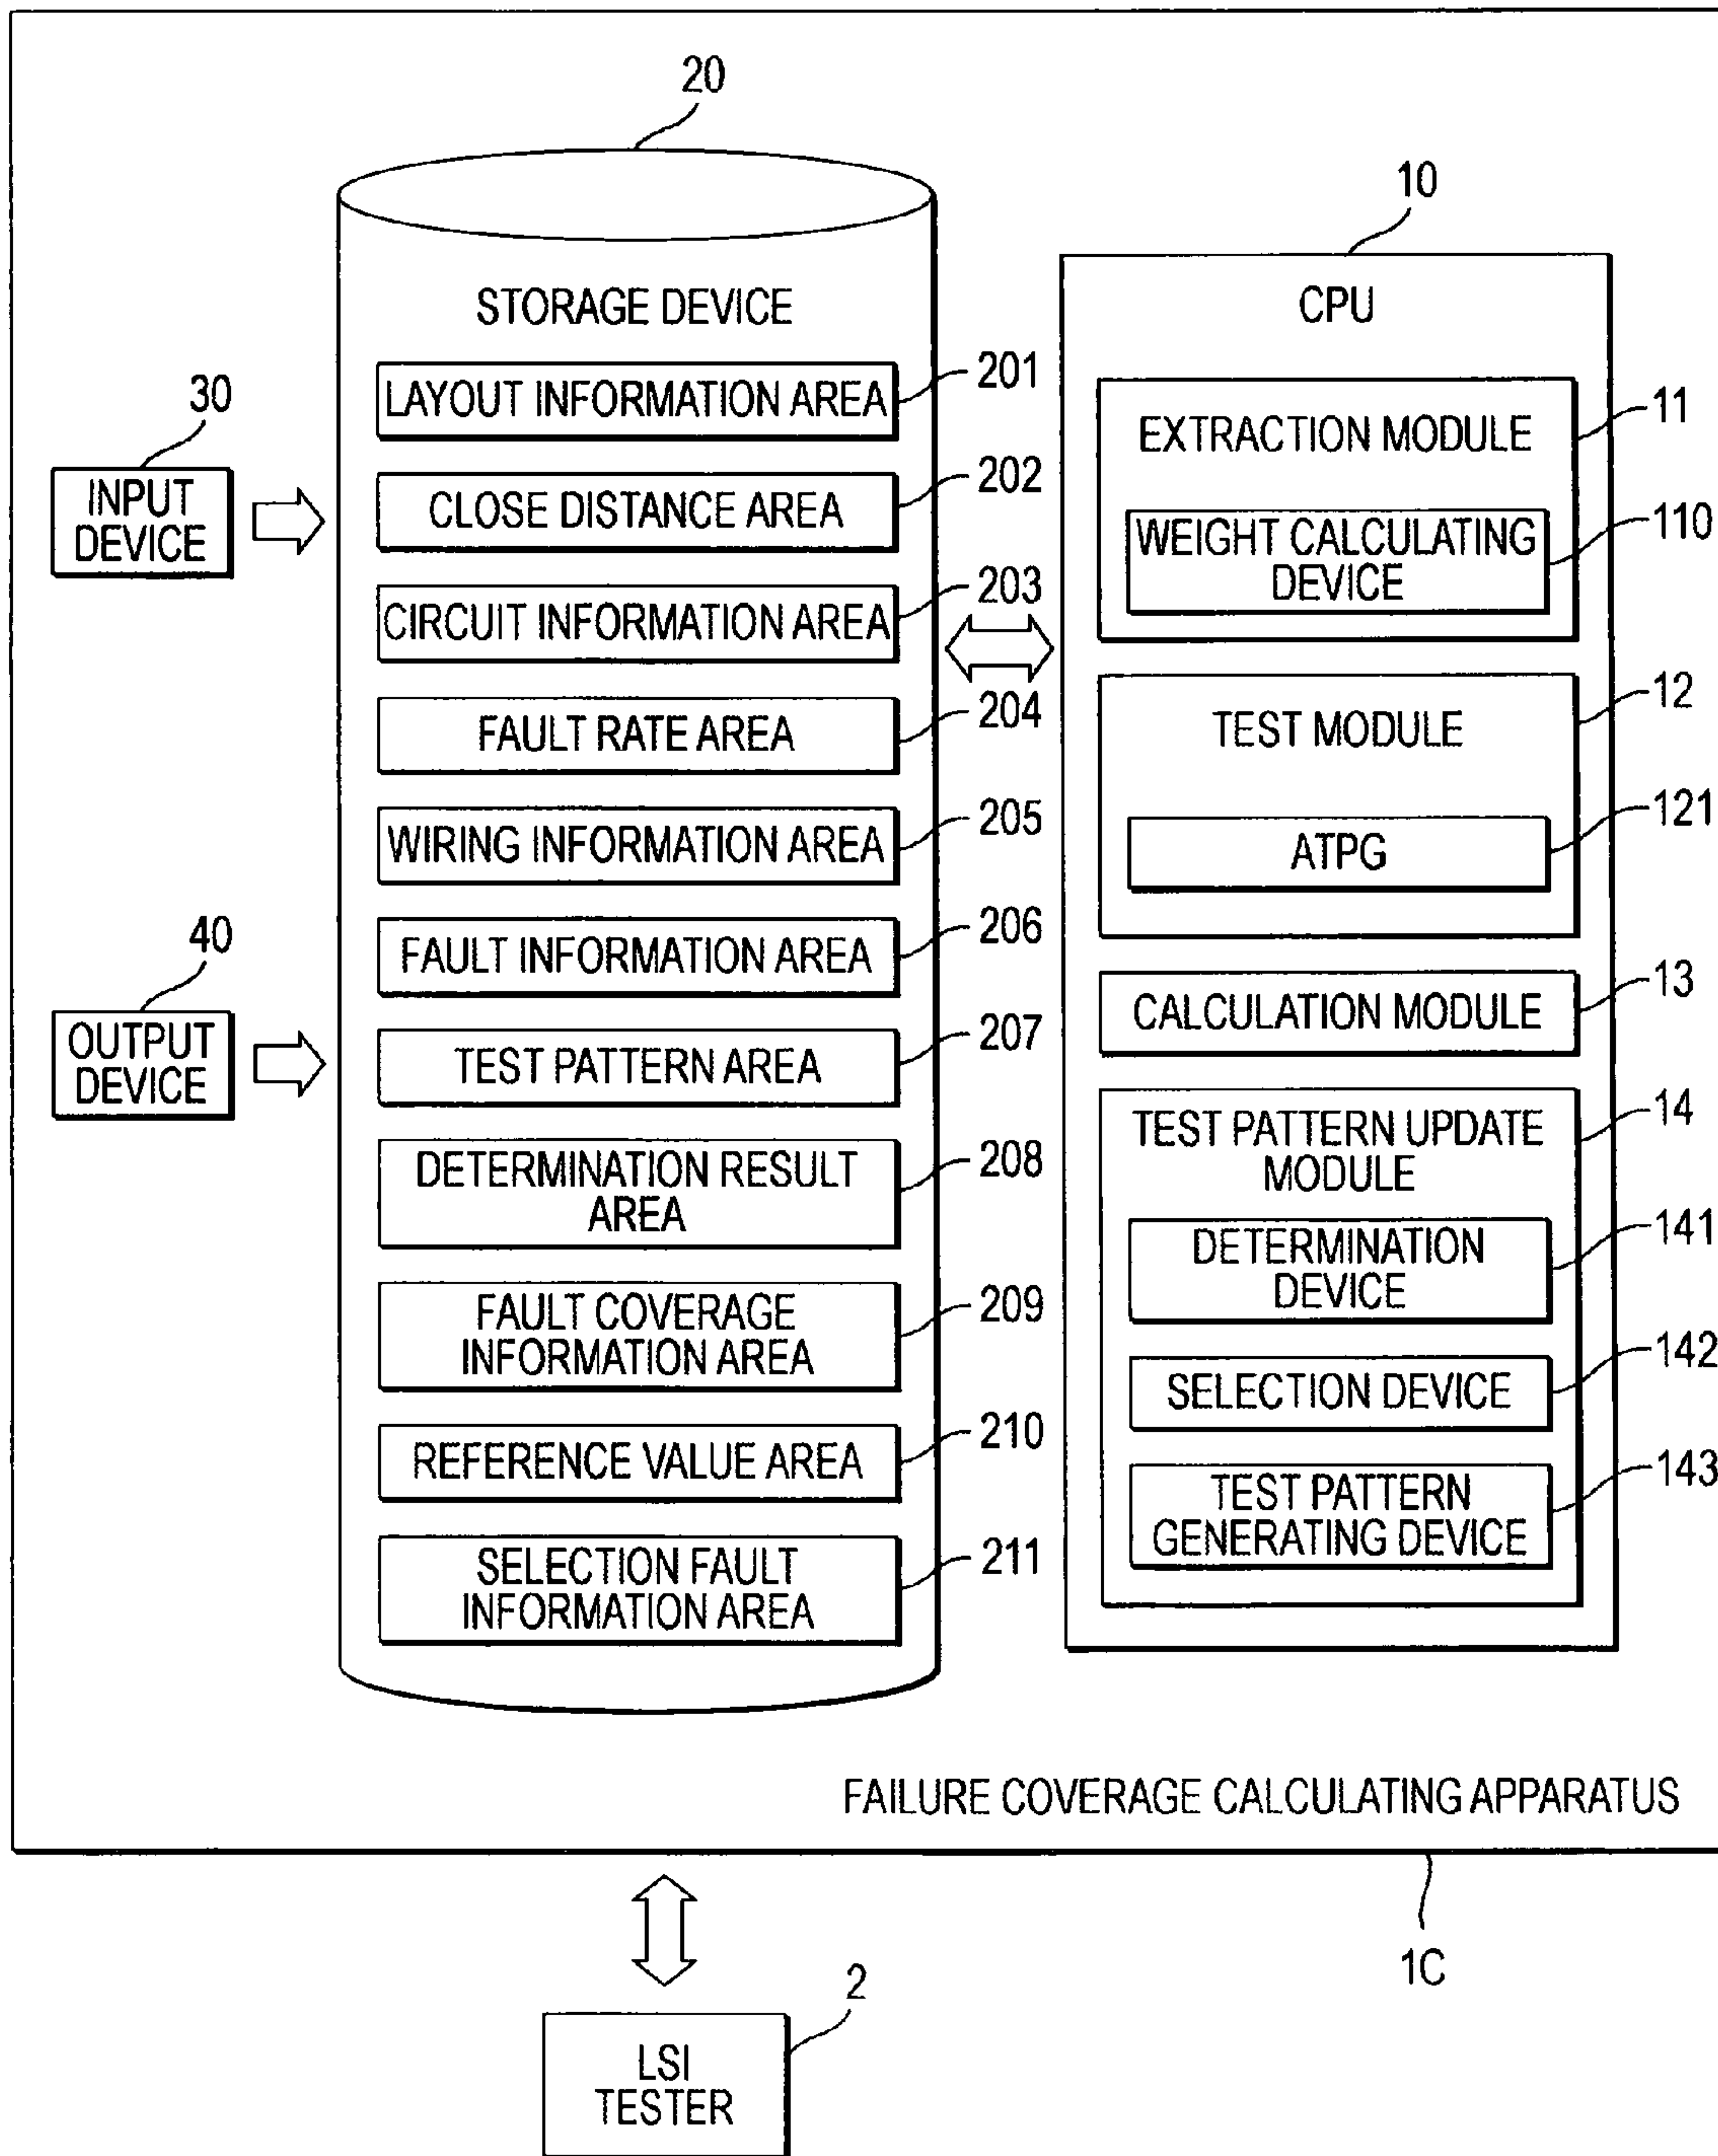 20
10
STORAGE DEVICE
CPU
30
INPUT
DEVICE
LAYOUT INFORMATION AREA
201
CLOSE DISTANCE AREA
202
CIRCUIT INFORMATION AREA
203
FAULT RATE AREA
204
WIRING INFORMATION AREA
205
FAULT INFORMATION AREA
206
40
OUTPUT
DEVICE
TEST PATTERN AREA
207
DETERMINATION RESULT
AREA
208
FAULT COVERAGE
INFORMATION AREA
209
REFERENCE VALUE AREA
210
SELECTION FAULT
INFORMATION AREA
211
EXTRACTION MODULE
11
WEIGHT CALCULATING
DEVICE
110
TEST MODULE
12
ATPG
121
CALCULATION MODULE
13
TEST PATTERN UPDATE
MODULE
14
DETERMINATION
DEVICE
141
SELECTION DEVICE
142
TEST PATTERN
GENERATING DEVICE
143
FAILURE COVERAGE CALCULATING APPARATUS
1C
2
LSI
TESTER